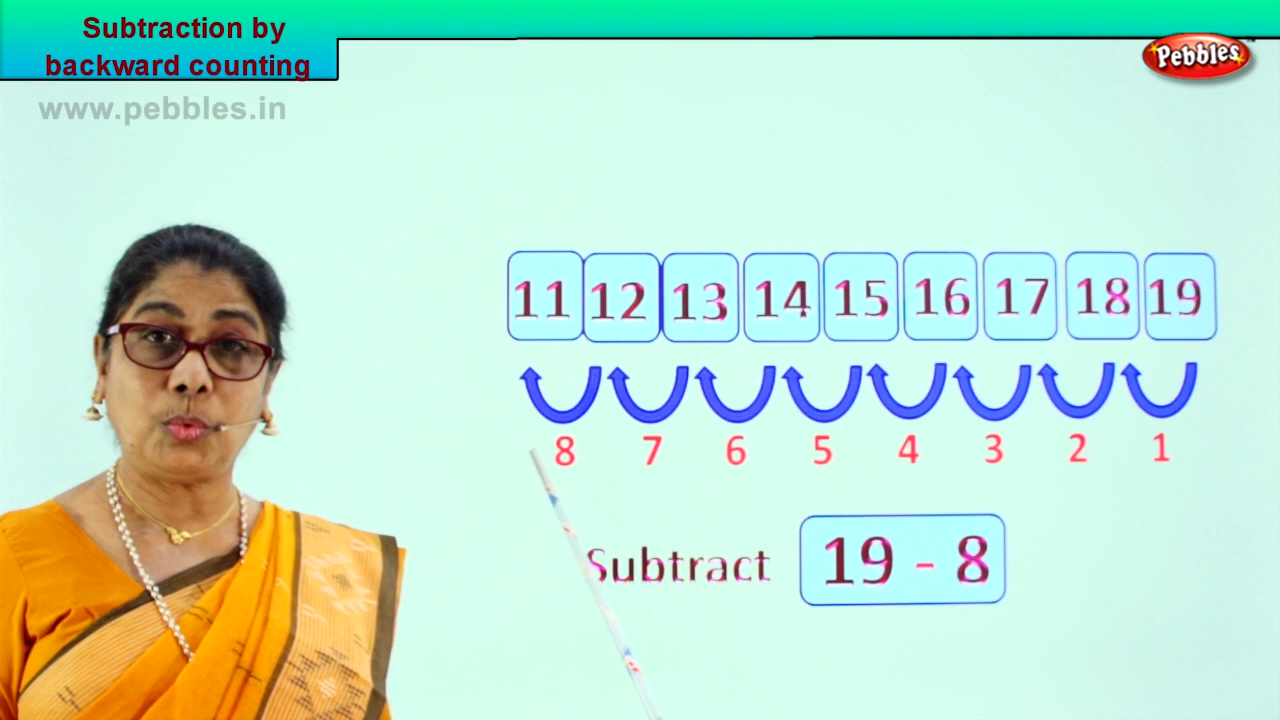 Subtraction by
backward counting
Pebbles
www.pebbles.in
11 12 13 14 15 16 17 18 19
8 7 6 5 4 3 2 1
Subtract 19 - 8